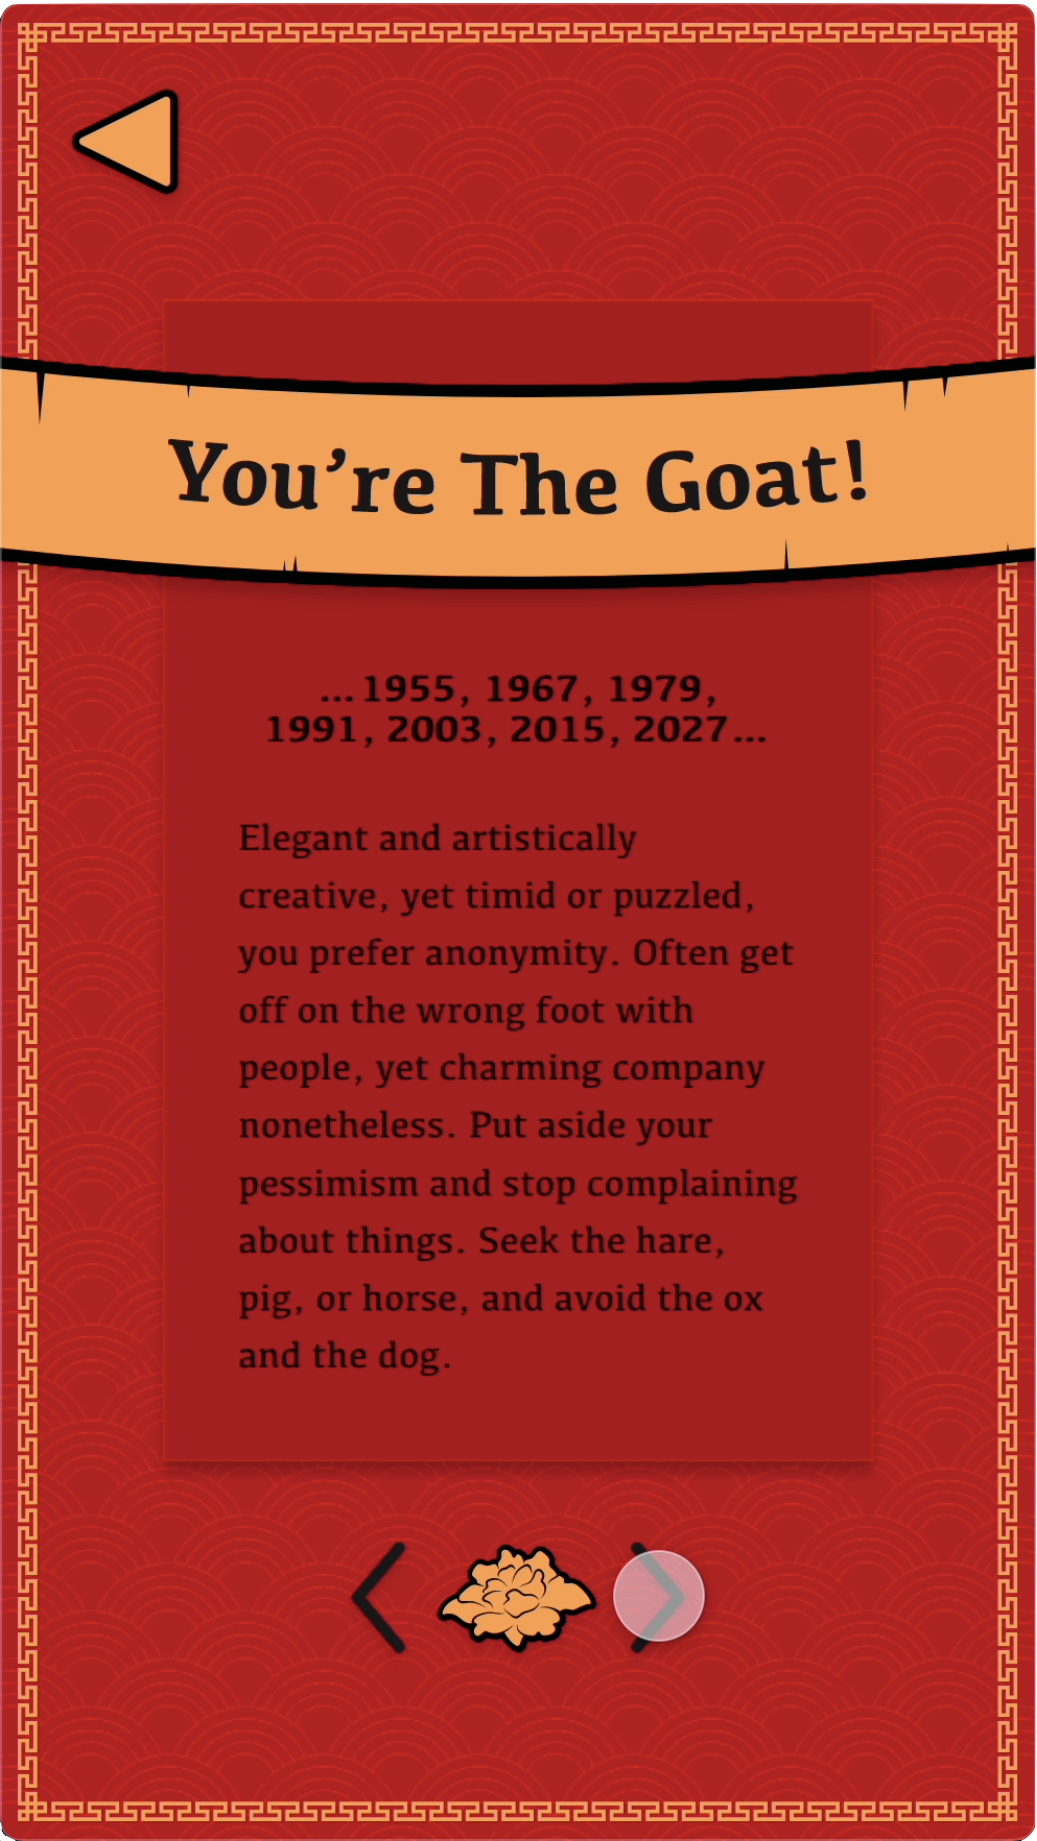 You’re The Goat!
...1955, 1967, 1979,
1991, 2003, 2015, 2027...
Elegant and artistically
creative, yet timid or puzzled,
you prefer anonymity. Often get
off on the wrong foot with
people, yet charming company
nonetheless. Put aside your
pessimism and stop complaining
about things. Seek the hare,
pig, or horse, and avoid the ox
and the dog.